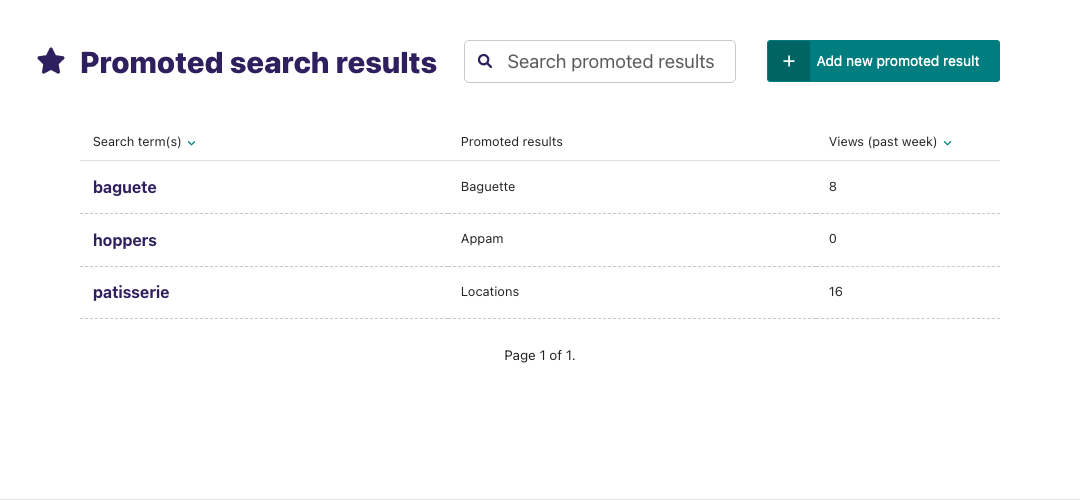 Promoted search results
Search promoted results
+ Add new promoted result
Search term(s) Promoted results Views (past week)
baguete Baguette 8
hoppers Appam 0
patisserie Locations 16
Page 1 of 1.